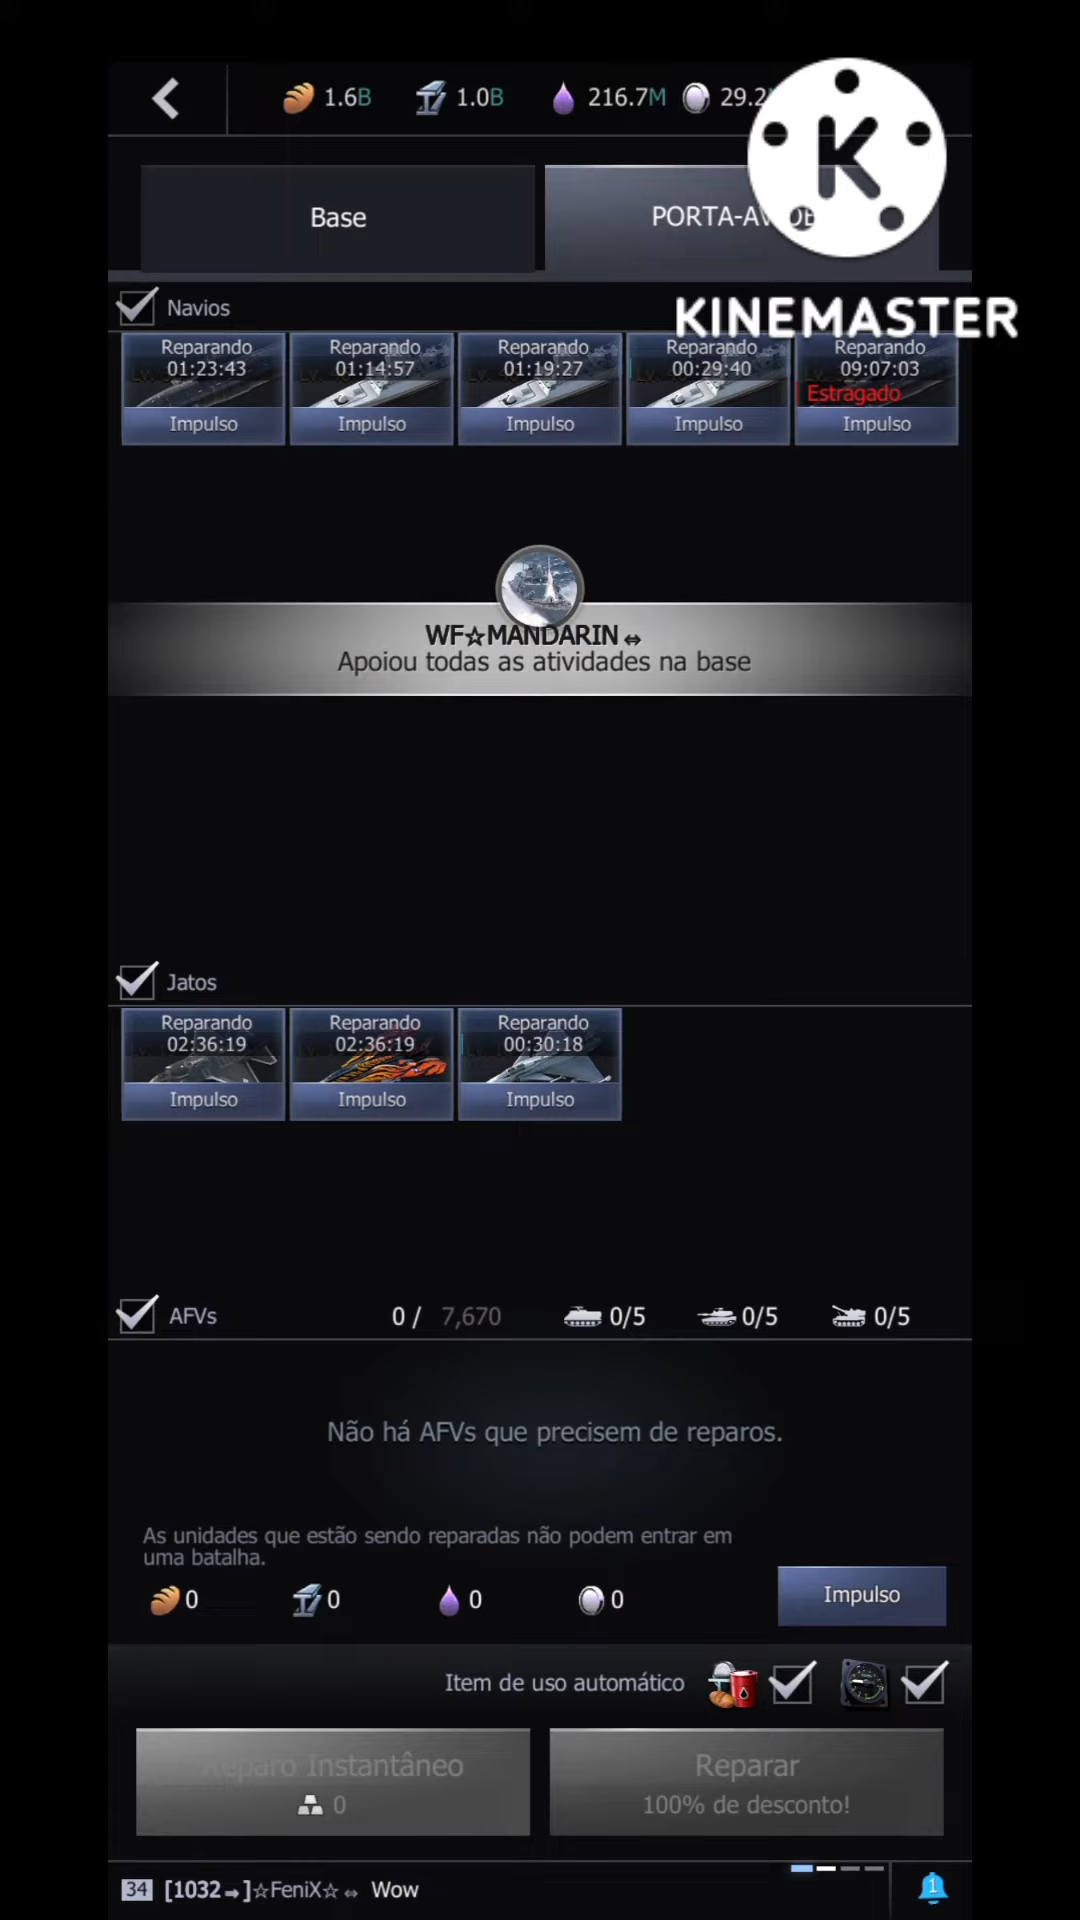 1.6B 1.0B 216.7M 29.2
K
Base
PORTA-AV
KINEMASTER
Navios
Reparando Reparando Reparando Reparando Reparando
01:23:43 01:14:57 01:19:27 00:29:40 09:07:03
Estragado
Impulso Impulso Impulso Impulso Impulso
WF☆MANDARIN⇔
Apoiou todas as atividades na base
Jatos
Reparando Reparando Reparando
02:36:19 02:36:19 00:30:18
Impulso Impulso Impulso
AFVs 0 / 7,670 0/5 0/5 0/5
Não há AFVs que precisem de reparos.
As unidades que estão sendo reparadas não podem entrar em
uma batalha.
0 0 0 0
Impulso
Item de uso automático
Reparo Instantâneo
0
Reparar
100% de desconto!
34 [1032➡]☆FeniX☆⇔ Wow
1